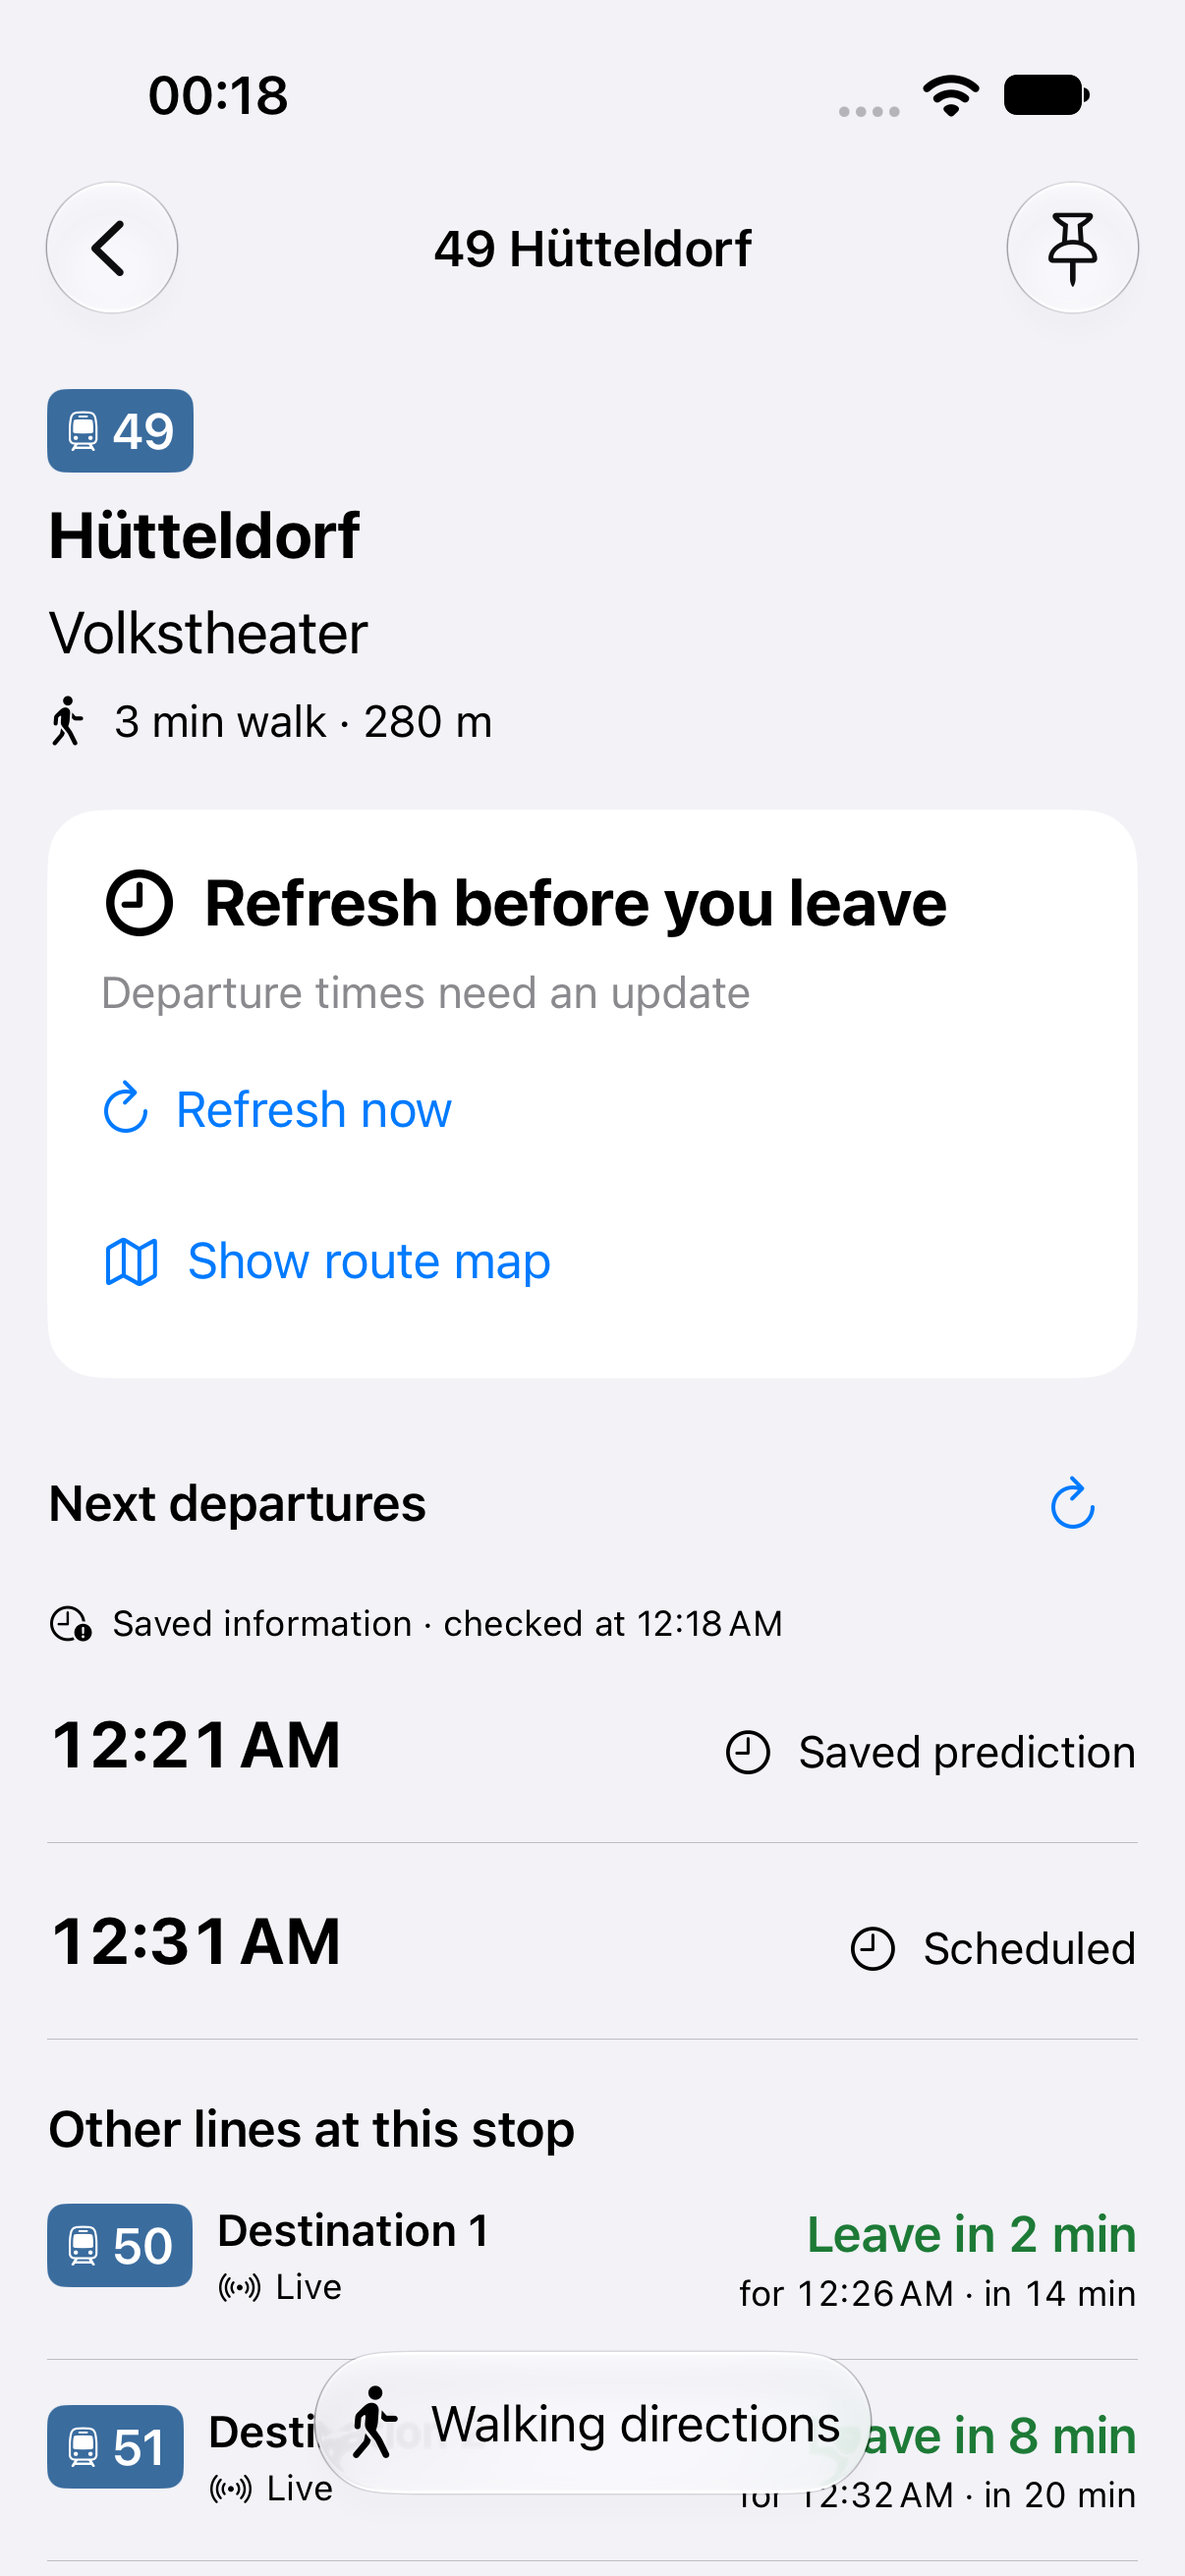 00:18
49 Hütteldorf
49
Hütteldorf
Volkstheater
3 min walk · 280 m
Refresh before you leave
Departure times need an update
Refresh now
Show route map
Next departures
Saved information · checked at 12:18 AM
12:21 AM
Saved prediction
12:31 AM
Scheduled
Other lines at this stop
50 Destination 1
Leave in 2 min
Live
for 12:26 AM · in 14 min
Walking directions
51
in 8 min
Live
12:32 AM · in 20 min